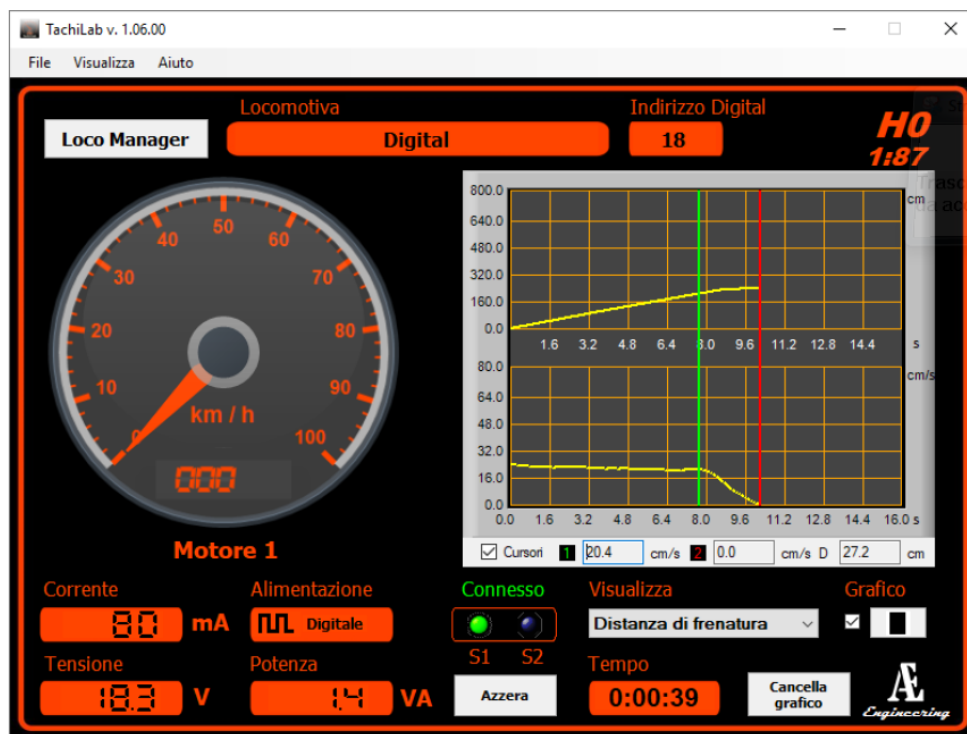 TachiLab v. 1.06.00
File Visualizza Aiuto
Locomotiva
Indirizzo Digital
Loco Manager
Digital
18
H0
1:87
0
10
20
30
40
50
60
70
80
90
100
km / h
000
Motore 1
800.0
640.0
480.0
320.0
160.0
0.0
cm
1.6 3.2 4.8 6.4 8.0 9.6 11.2 12.8 14.4 s
80.0
64.0
48.0
32.0
16.0
0.0
cm/s
0.0 1.6 3.2 4.8 6.4 8.0 9.6 11.2 12.8 14.4 16.0 s
Cursori 1 20.4 cm/s 2 0.0 cm/s D 27.2 cm
Corrente
80 mA
Alimentazione
Digitale
Connesso
S1 S2
Visualizza
Distanza di frenatura
Grafico
Tensione
18.3 V
Potenza
1.4 VA
Azzera
Tempo
0:00:39
Cancella
grafico
AE
Engineering